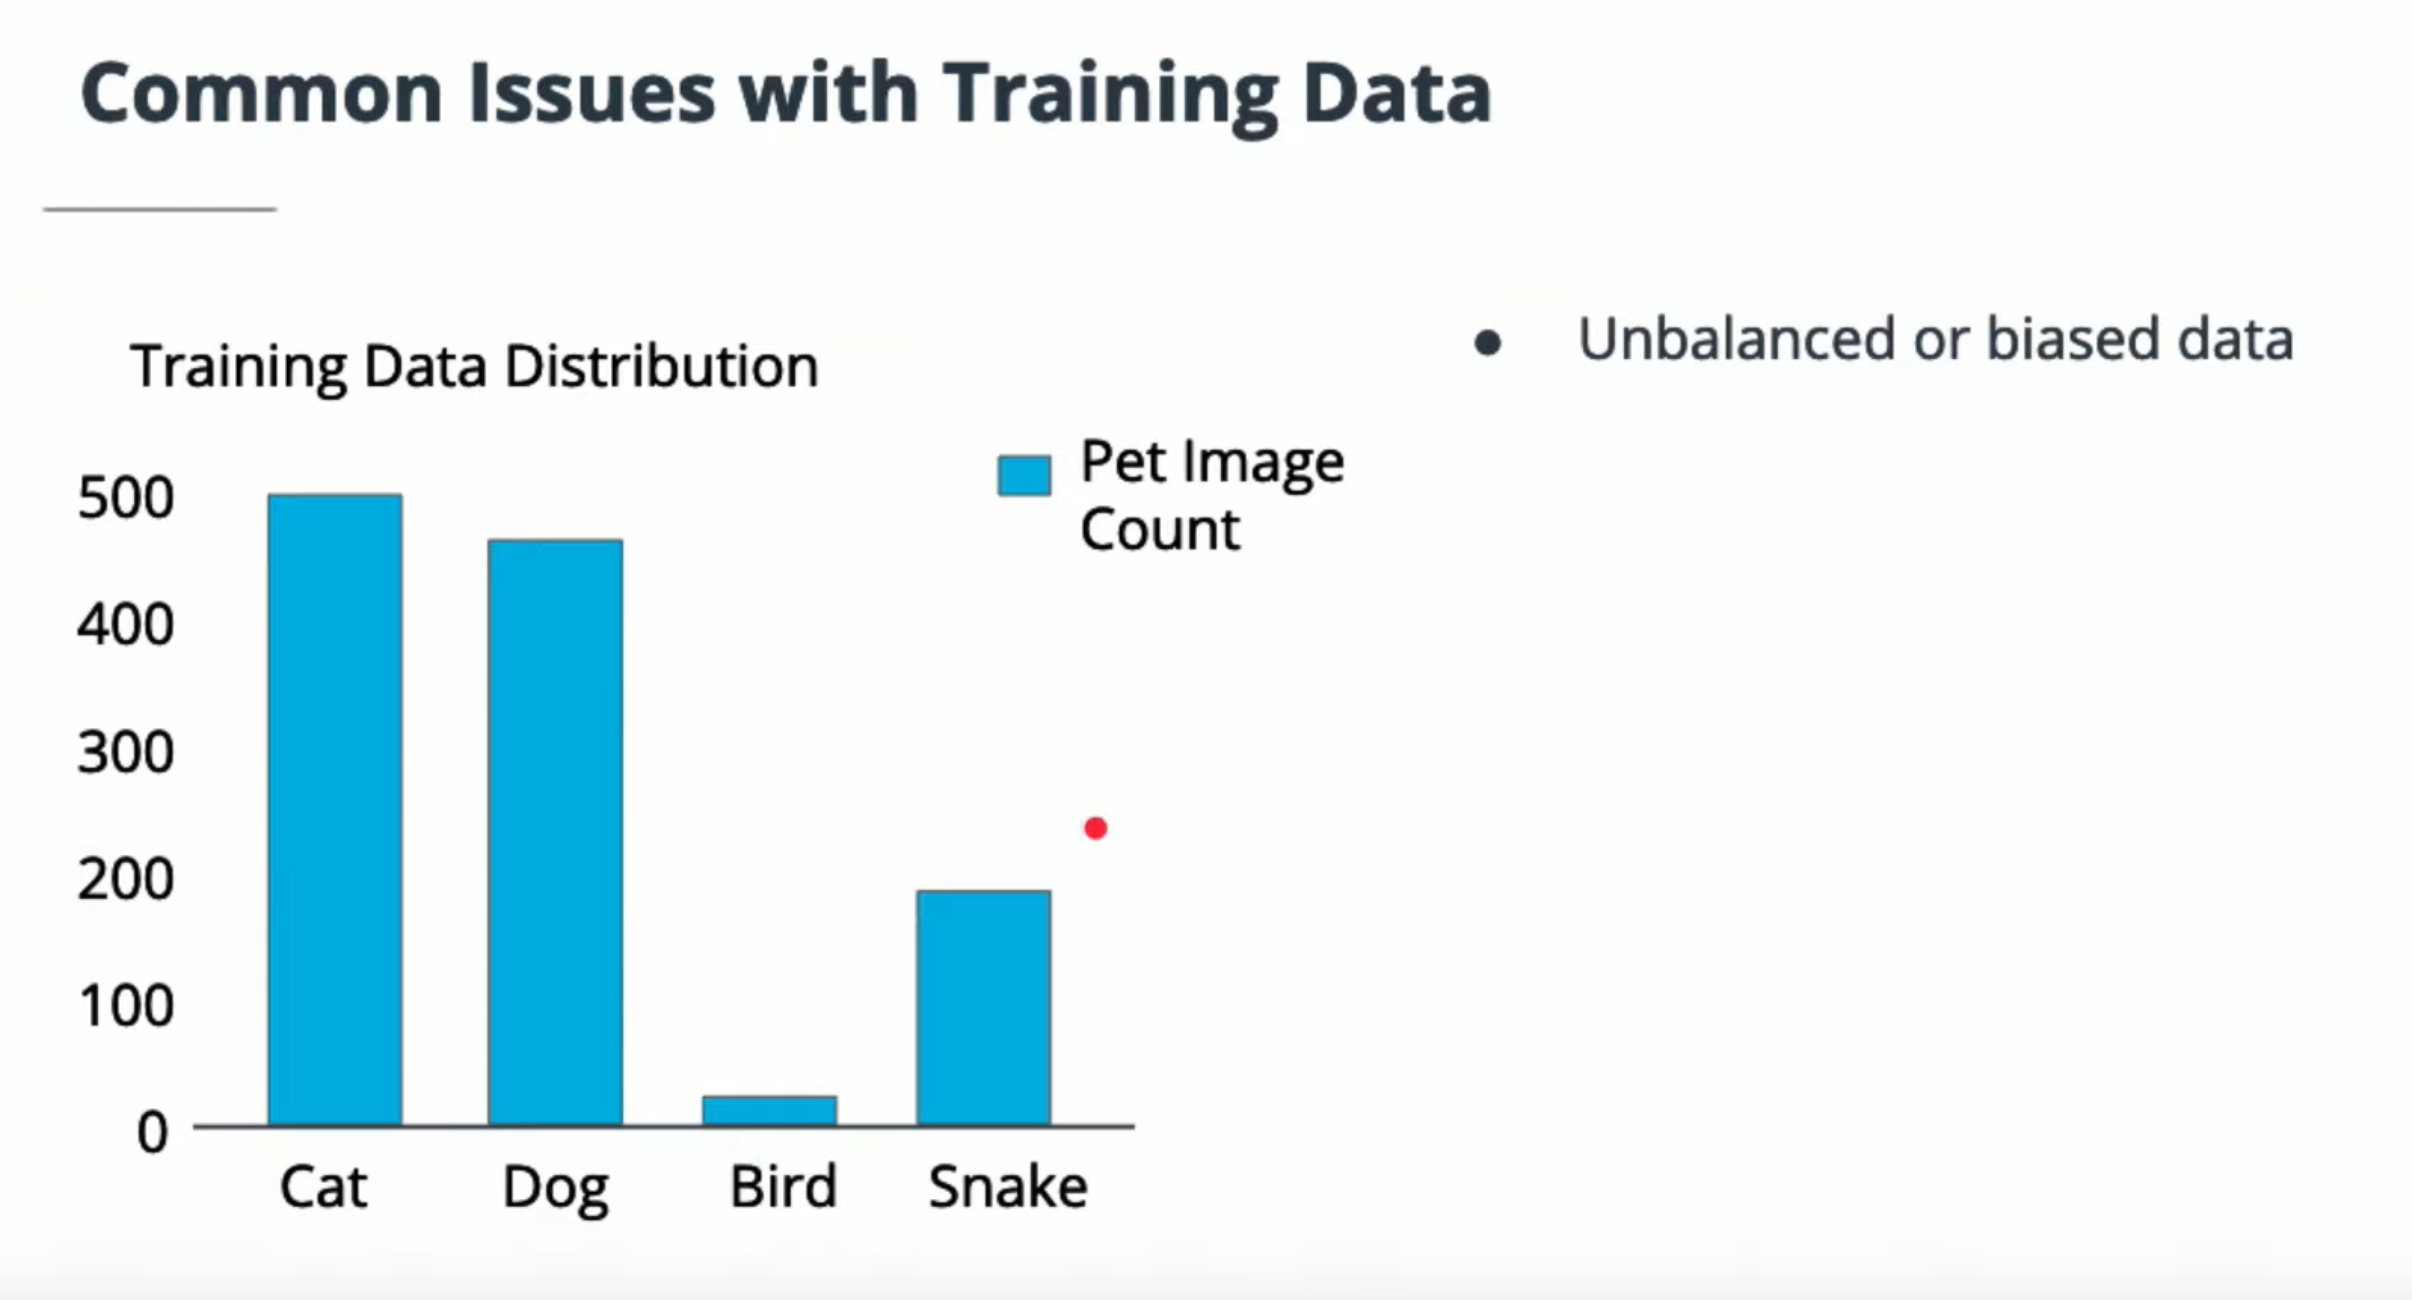 Common Issues with Training Data
Training Data Distribution
500
400
300
200
100
0
Cat Dog Bird Snake
Pet Image
Count
● Unbalanced or biased data